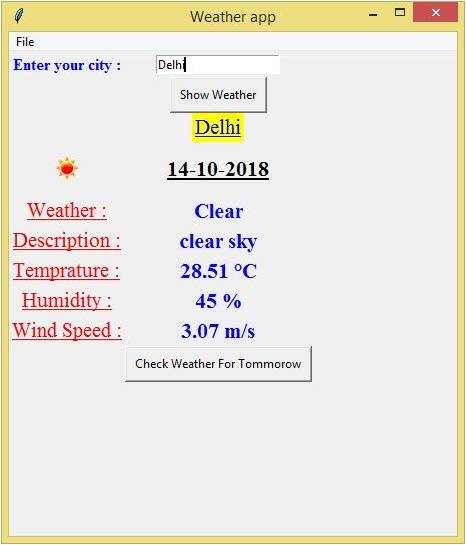 Weather app
File
Enter your city : Delhi
Show Weather
Delhi
14-10-2018
Weather : Clear
Description : clear sky
Temprature : 28.51 °C
Humidity : 45 %
Wind Speed : 3.07 m/s
Check Weather For Tommorow